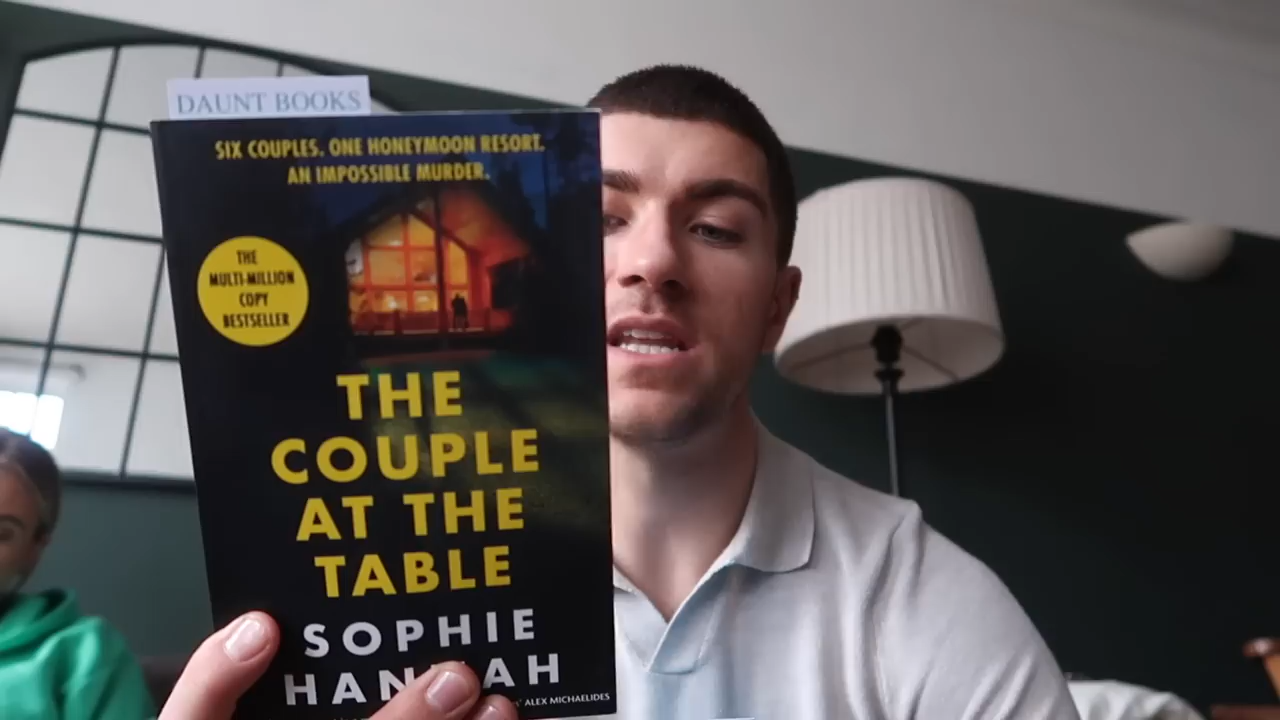 DAUNT BOOKS
SIX COUPLES. ONE HONEYMOON RESORT.
AN IMPOSSIBLE MURDER.
THE
MULTI-MILLION
COPY
BESTSELLER
THE
COUPLE
AT THE
TABLE
SOPHIE
HANNAH
ALEX MICHAELIDES